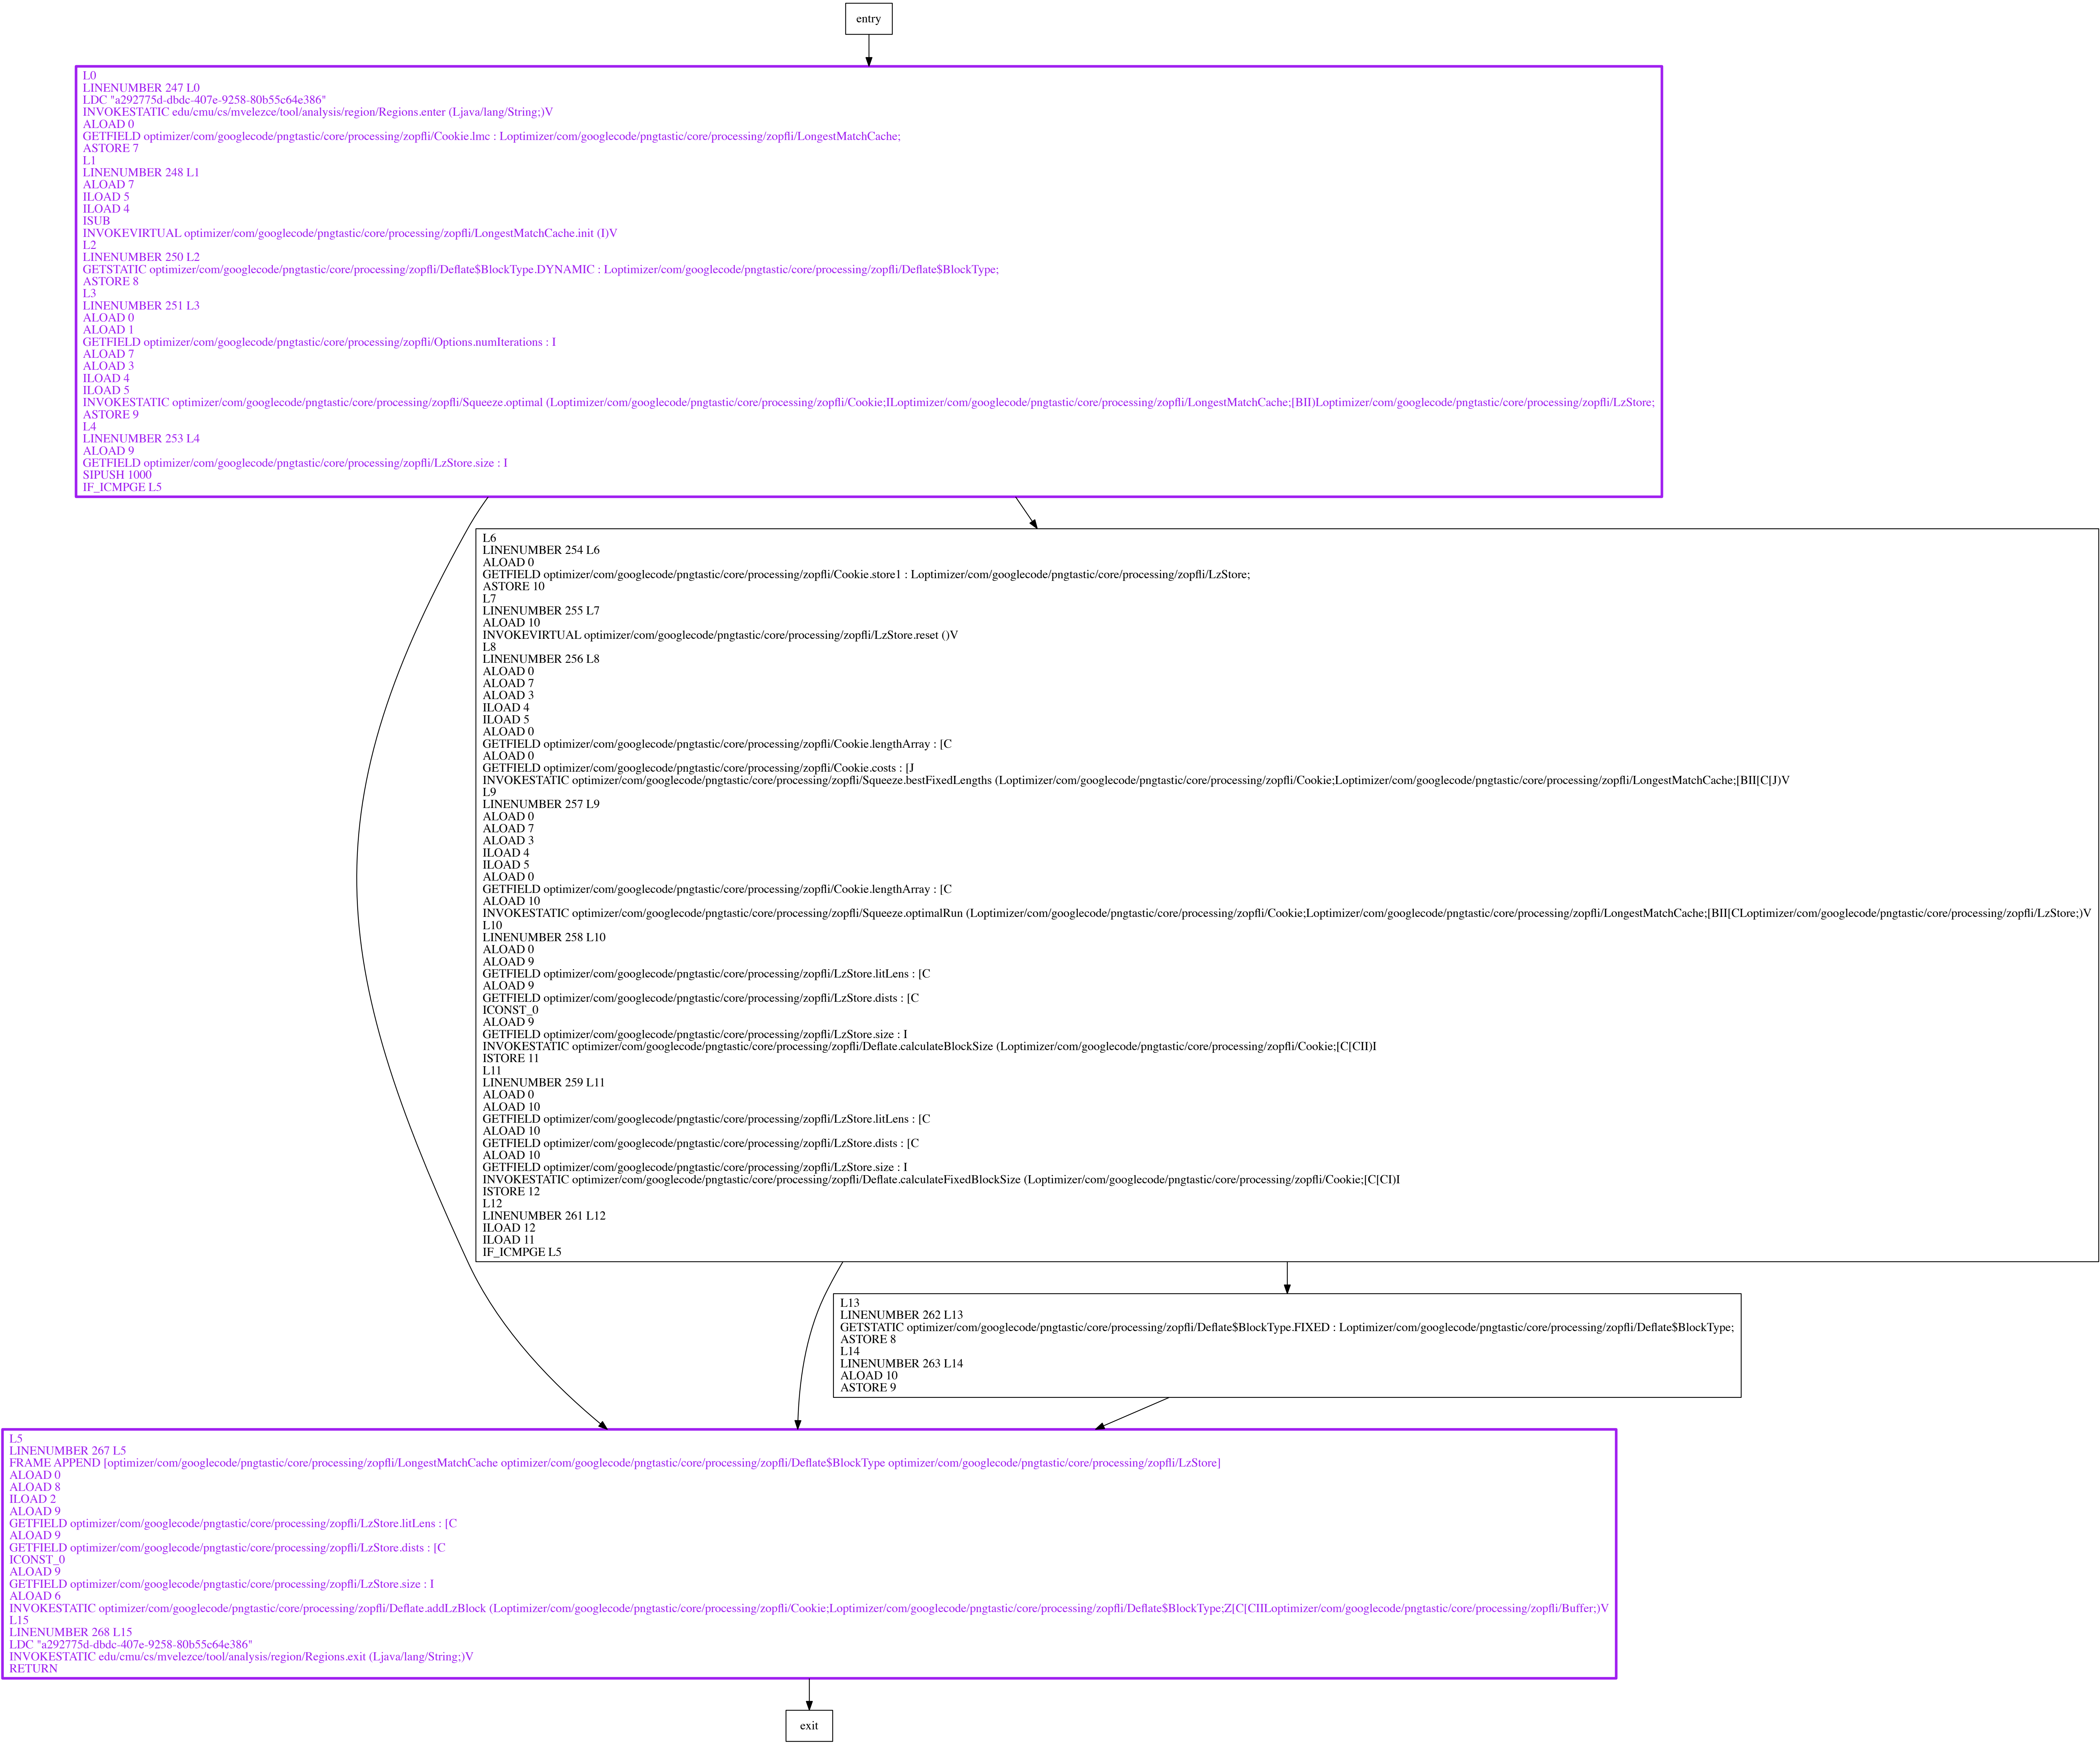 entry
L0
LINENUMBER 247 L0
LDC "a292775d-dbdc-407e-9258-80b55c64e386"
INVOKESTATIC edu/cmu/cs/mvelezce/tool/analysis/region/Regions.enter (Ljava/lang/String;)V
ALOAD 0
GETFIELD optimizer/com/googlecode/pngtastic/core/processing/zopfli/Cookie.lmc : Loptimizer/com/googlecode/pngtastic/core/processing/zopfli/LongestMatchCache;
ASTORE 7
L1
LINENUMBER 248 L1
ALOAD 7
ILOAD 5
ILOAD 4
ISUB
INVOKEVIRTUAL optimizer/com/googlecode/pngtastic/core/processing/zopfli/LongestMatchCache.init (I)V
L2
LINENUMBER 250 L2
GETSTATIC optimizer/com/googlecode/pngtastic/core/processing/zopfli/Deflate$BlockType.DYNAMIC : Loptimizer/com/googlecode/pngtastic/core/processing/zopfli/Deflate$BlockType;
ASTORE 8
L3
LINENUMBER 251 L3
ALOAD 0
ALOAD 1
GETFIELD optimizer/com/googlecode/pngtastic/core/processing/zopfli/Options.numIterations : I
ALOAD 7
ALOAD 3
ILOAD 4
ILOAD 5
INVOKESTATIC optimizer/com/googlecode/pngtastic/core/processing/zopfli/Squeeze.optimal (Loptimizer/com/googlecode/pngtastic/core/processing/zopfli/Cookie;ILoptimizer/com/googlecode/pngtastic/core/processing/zopfli/LongestMatchCache;[BII)Loptimizer/com/googlecode/pngtastic/core/processing/zopfli/LzStore;
ASTORE 9
L4
LINENUMBER 253 L4
ALOAD 9
GETFIELD optimizer/com/googlecode/pngtastic/core/processing/zopfli/LzStore.size : I
SIPUSH 1000
IF_ICMPGE L5
L6
LINENUMBER 254 L6
ALOAD 0
GETFIELD optimizer/com/googlecode/pngtastic/core/processing/zopfli/Cookie.store1 : Loptimizer/com/googlecode/pngtastic/core/processing/zopfli/LzStore;
ASTORE 10
L7
LINENUMBER 255 L7
ALOAD 10
INVOKEVIRTUAL optimizer/com/googlecode/pngtastic/core/processing/zopfli/LzStore.reset ()V
L8
LINENUMBER 256 L8
ALOAD 0
ALOAD 7
ALOAD 3
ILOAD 4
ILOAD 5
ALOAD 0
GETFIELD optimizer/com/googlecode/pngtastic/core/processing/zopfli/Cookie.lengthArray : [C
ALOAD 0
GETFIELD optimizer/com/googlecode/pngtastic/core/processing/zopfli/Cookie.costs : [J
INVOKESTATIC optimizer/com/googlecode/pngtastic/core/processing/zopfli/Squeeze.bestFixedLengths (Loptimizer/com/googlecode/pngtastic/core/processing/zopfli/Cookie;Loptimizer/com/googlecode/pngtastic/core/processing/zopfli/LongestMatchCache;[BII[C[J)V
L9
LINENUMBER 257 L9
ALOAD 0
ALOAD 7
ALOAD 3
ILOAD 4
ILOAD 5
ALOAD 0
GETFIELD optimizer/com/googlecode/pngtastic/core/processing/zopfli/Cookie.lengthArray : [C
ALOAD 10
INVOKESTATIC optimizer/com/googlecode/pngtastic/core/processing/zopfli/Squeeze.optimalRun (Loptimizer/com/googlecode/pngtastic/core/processing/zopfli/Cookie;Loptimizer/com/googlecode/pngtastic/core/processing/zopfli/LongestMatchCache;[BII[CLoptimizer/com/googlecode/pngtastic/core/processing/zopfli/LzStore;)V
L10
LINENUMBER 258 L10
ALOAD 0
ALOAD 9
GETFIELD optimizer/com/googlecode/pngtastic/core/processing/zopfli/LzStore.litLens : [C
ALOAD 9
GETFIELD optimizer/com/googlecode/pngtastic/core/processing/zopfli/LzStore.dists : [C
ICONST_0
ALOAD 9
GETFIELD optimizer/com/googlecode/pngtastic/core/processing/zopfli/LzStore.size : I
INVOKESTATIC optimizer/com/googlecode/pngtastic/core/processing/zopfli/Deflate.calculateBlockSize (Loptimizer/com/googlecode/pngtastic/core/processing/zopfli/Cookie;[C[CII)I
ISTORE 11
L11
LINENUMBER 259 L11
ALOAD 0
ALOAD 10
GETFIELD optimizer/com/googlecode/pngtastic/core/processing/zopfli/LzStore.litLens : [C
ALOAD 10
GETFIELD optimizer/com/googlecode/pngtastic/core/processing/zopfli/LzStore.dists : [C
ALOAD 10
GETFIELD optimizer/com/googlecode/pngtastic/core/processing/zopfli/LzStore.size : I
INVOKESTATIC optimizer/com/googlecode/pngtastic/core/processing/zopfli/Deflate.calculateFixedBlockSize (Loptimizer/com/googlecode/pngtastic/core/processing/zopfli/Cookie;[C[CI)I
ISTORE 12
L12
LINENUMBER 261 L12
ILOAD 12
ILOAD 11
IF_ICMPGE L5
L13
LINENUMBER 262 L13
GETSTATIC optimizer/com/googlecode/pngtastic/core/processing/zopfli/Deflate$BlockType.FIXED : Loptimizer/com/googlecode/pngtastic/core/processing/zopfli/Deflate$BlockType;
ASTORE 8
L14
LINENUMBER 263 L14
ALOAD 10
ASTORE 9
L5
LINENUMBER 267 L5
FRAME APPEND [optimizer/com/googlecode/pngtastic/core/processing/zopfli/LongestMatchCache optimizer/com/googlecode/pngtastic/core/processing/zopfli/Deflate$BlockType optimizer/com/googlecode/pngtastic/core/processing/zopfli/LzStore]
ALOAD 0
ALOAD 8
ILOAD 2
ALOAD 9
GETFIELD optimizer/com/googlecode/pngtastic/core/processing/zopfli/LzStore.litLens : [C
ALOAD 9
GETFIELD optimizer/com/googlecode/pngtastic/core/processing/zopfli/LzStore.dists : [C
ICONST_0
ALOAD 9
GETFIELD optimizer/com/googlecode/pngtastic/core/processing/zopfli/LzStore.size : I
ALOAD 6
INVOKESTATIC optimizer/com/googlecode/pngtastic/core/processing/zopfli/Deflate.addLzBlock (Loptimizer/com/googlecode/pngtastic/core/processing/zopfli/Cookie;Loptimizer/com/googlecode/pngtastic/core/processing/zopfli/Deflate$BlockType;Z[C[CIILoptimizer/com/googlecode/pngtastic/core/processing/zopfli/Buffer;)V
L15
LINENUMBER 268 L15
LDC "a292775d-dbdc-407e-9258-80b55c64e386"
INVOKESTATIC edu/cmu/cs/mvelezce/tool/analysis/region/Regions.exit (Ljava/lang/String;)V
RETURN
exit